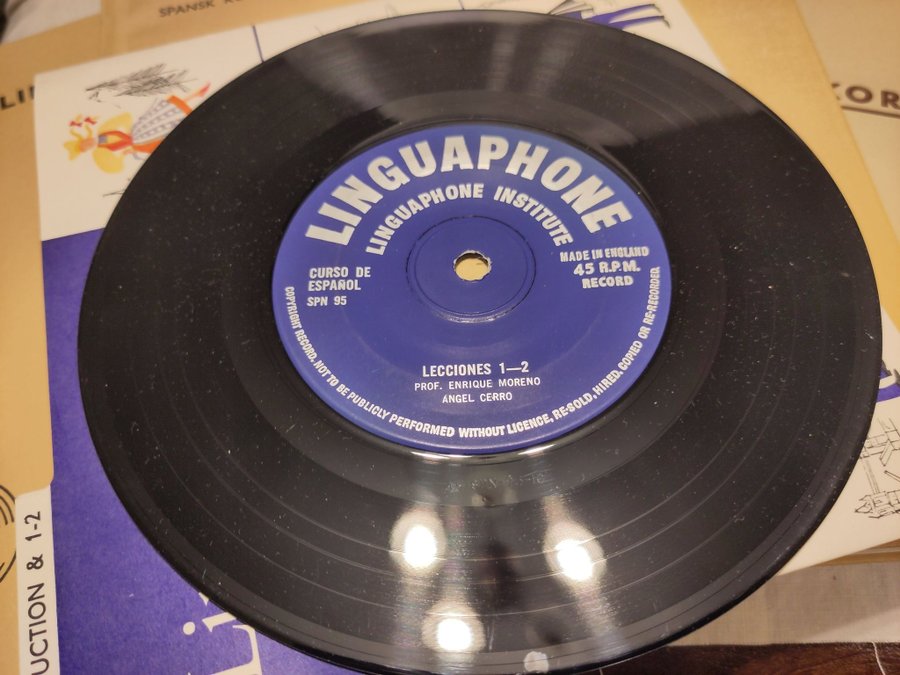 SPANSK
LINGUAPHONE
LINGUAPHONE INSTITUTE
CURSO DE
ESPAÑOL
SPN 95
MADE IN ENGLAND
45 R.P.M.
RECORD
LECCIONES 1—2
PROF. ENRIQUE MORENO
ÁNGEL CERRO
COPYRIGHT RECORD. NOT TO BE PUBLICLY PERFORMED WITHOUT LICENCE, RE-SOLD, HIRED, COPIED OR RE-RECORDED.
UCTION & 1-2